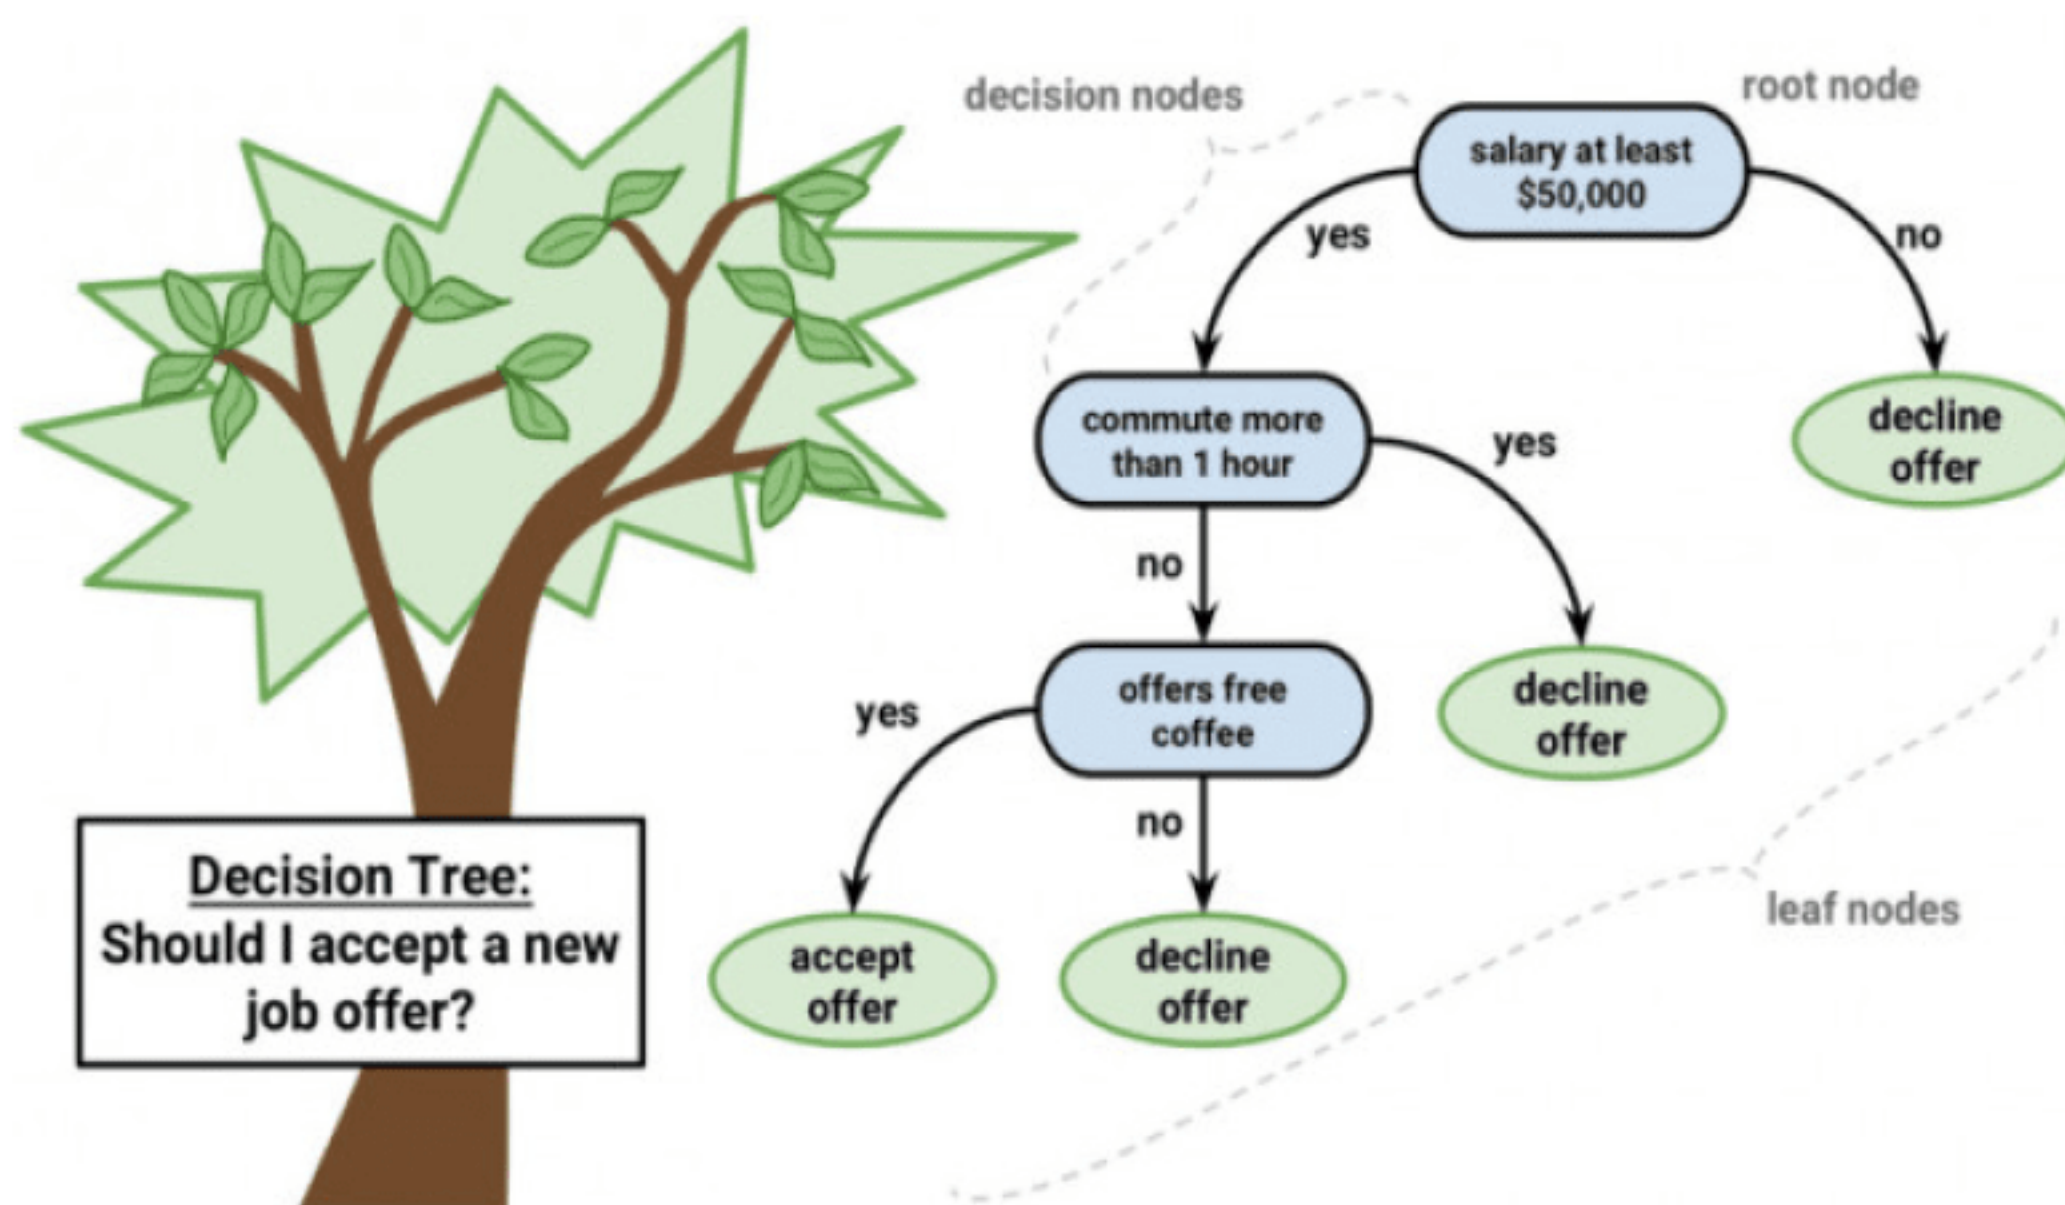 decision nodes
root node
salary at least
$50,000
yes
no
commute more
than 1 hour
yes
decline
offer
no
offers free
coffee
yes
decline
offer
no
leaf nodes
accept
offer
decline
offer
Decision Tree:
Should I accept a new
job offer?